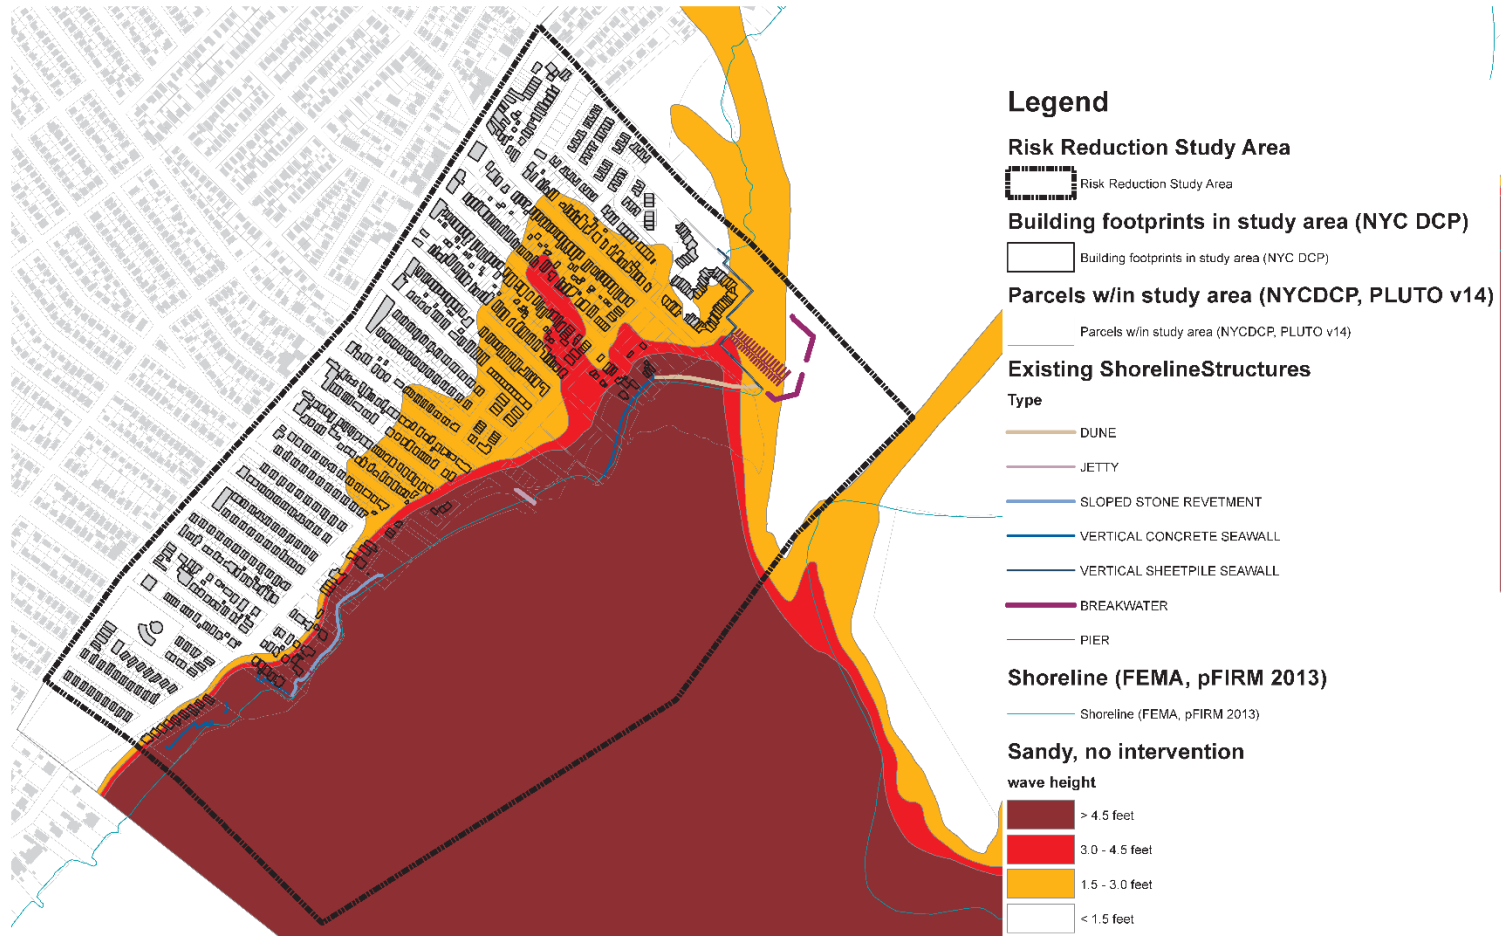 Legend
Risk Reduction Study Area
Risk Reduction Study Area
Building footprints in study area (NYC DCP)
Building footprints in study area (NYC DCP)
Parcels w/in study area (NYCDCP, PLUTO v14)
Parcels w/in study area (NYCDCP, PLUTO v14)
Existing ShorelineStructures
Type
DUNE
JETTY
SLOPED STONE REVETMENT
VERTICAL CONCRETE SEAWALL
VERTICAL SHEETPILE SEAWALL
BREAKWATER
PIER
Shoreline (FEMA, pFIRM 2013)
Shoreline (FEMA, pFIRM 2013)
Sandy, no intervention
wave height
> 4.5 feet
3.0 - 4.5 feet
1.5 - 3.0 feet
< 1.5 feet